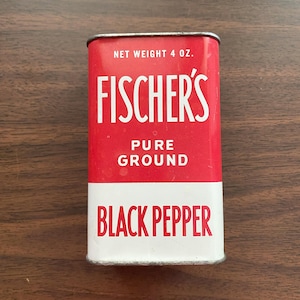 NET WEIGHT 4 OZ.
FISCHER'S
PURE
GROUND
BLACK PEPPER